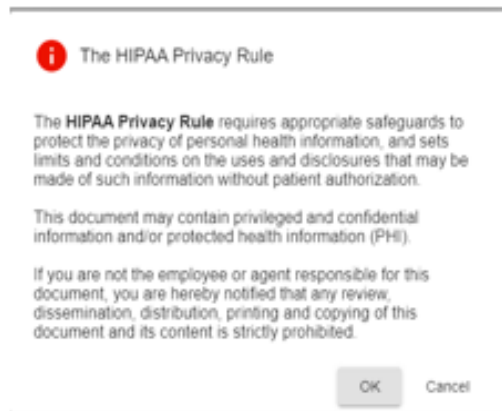 The HIPAA Privacy Rule
The HIPAA Privacy Rule requires appropriate safeguards to
protect the privacy of personal health information, and sets
limits and conditions on the uses and disclosures that may be
made of such information without patient authorization.
This document may contain privileged and confidential
information and/or protected health information (PHI).
If you are not the employee or agent responsible for this
document, you are hereby notified that any review,
dissemination, distribution, printing and copying of this
document and its content is strictly prohibited.
OK Cancel